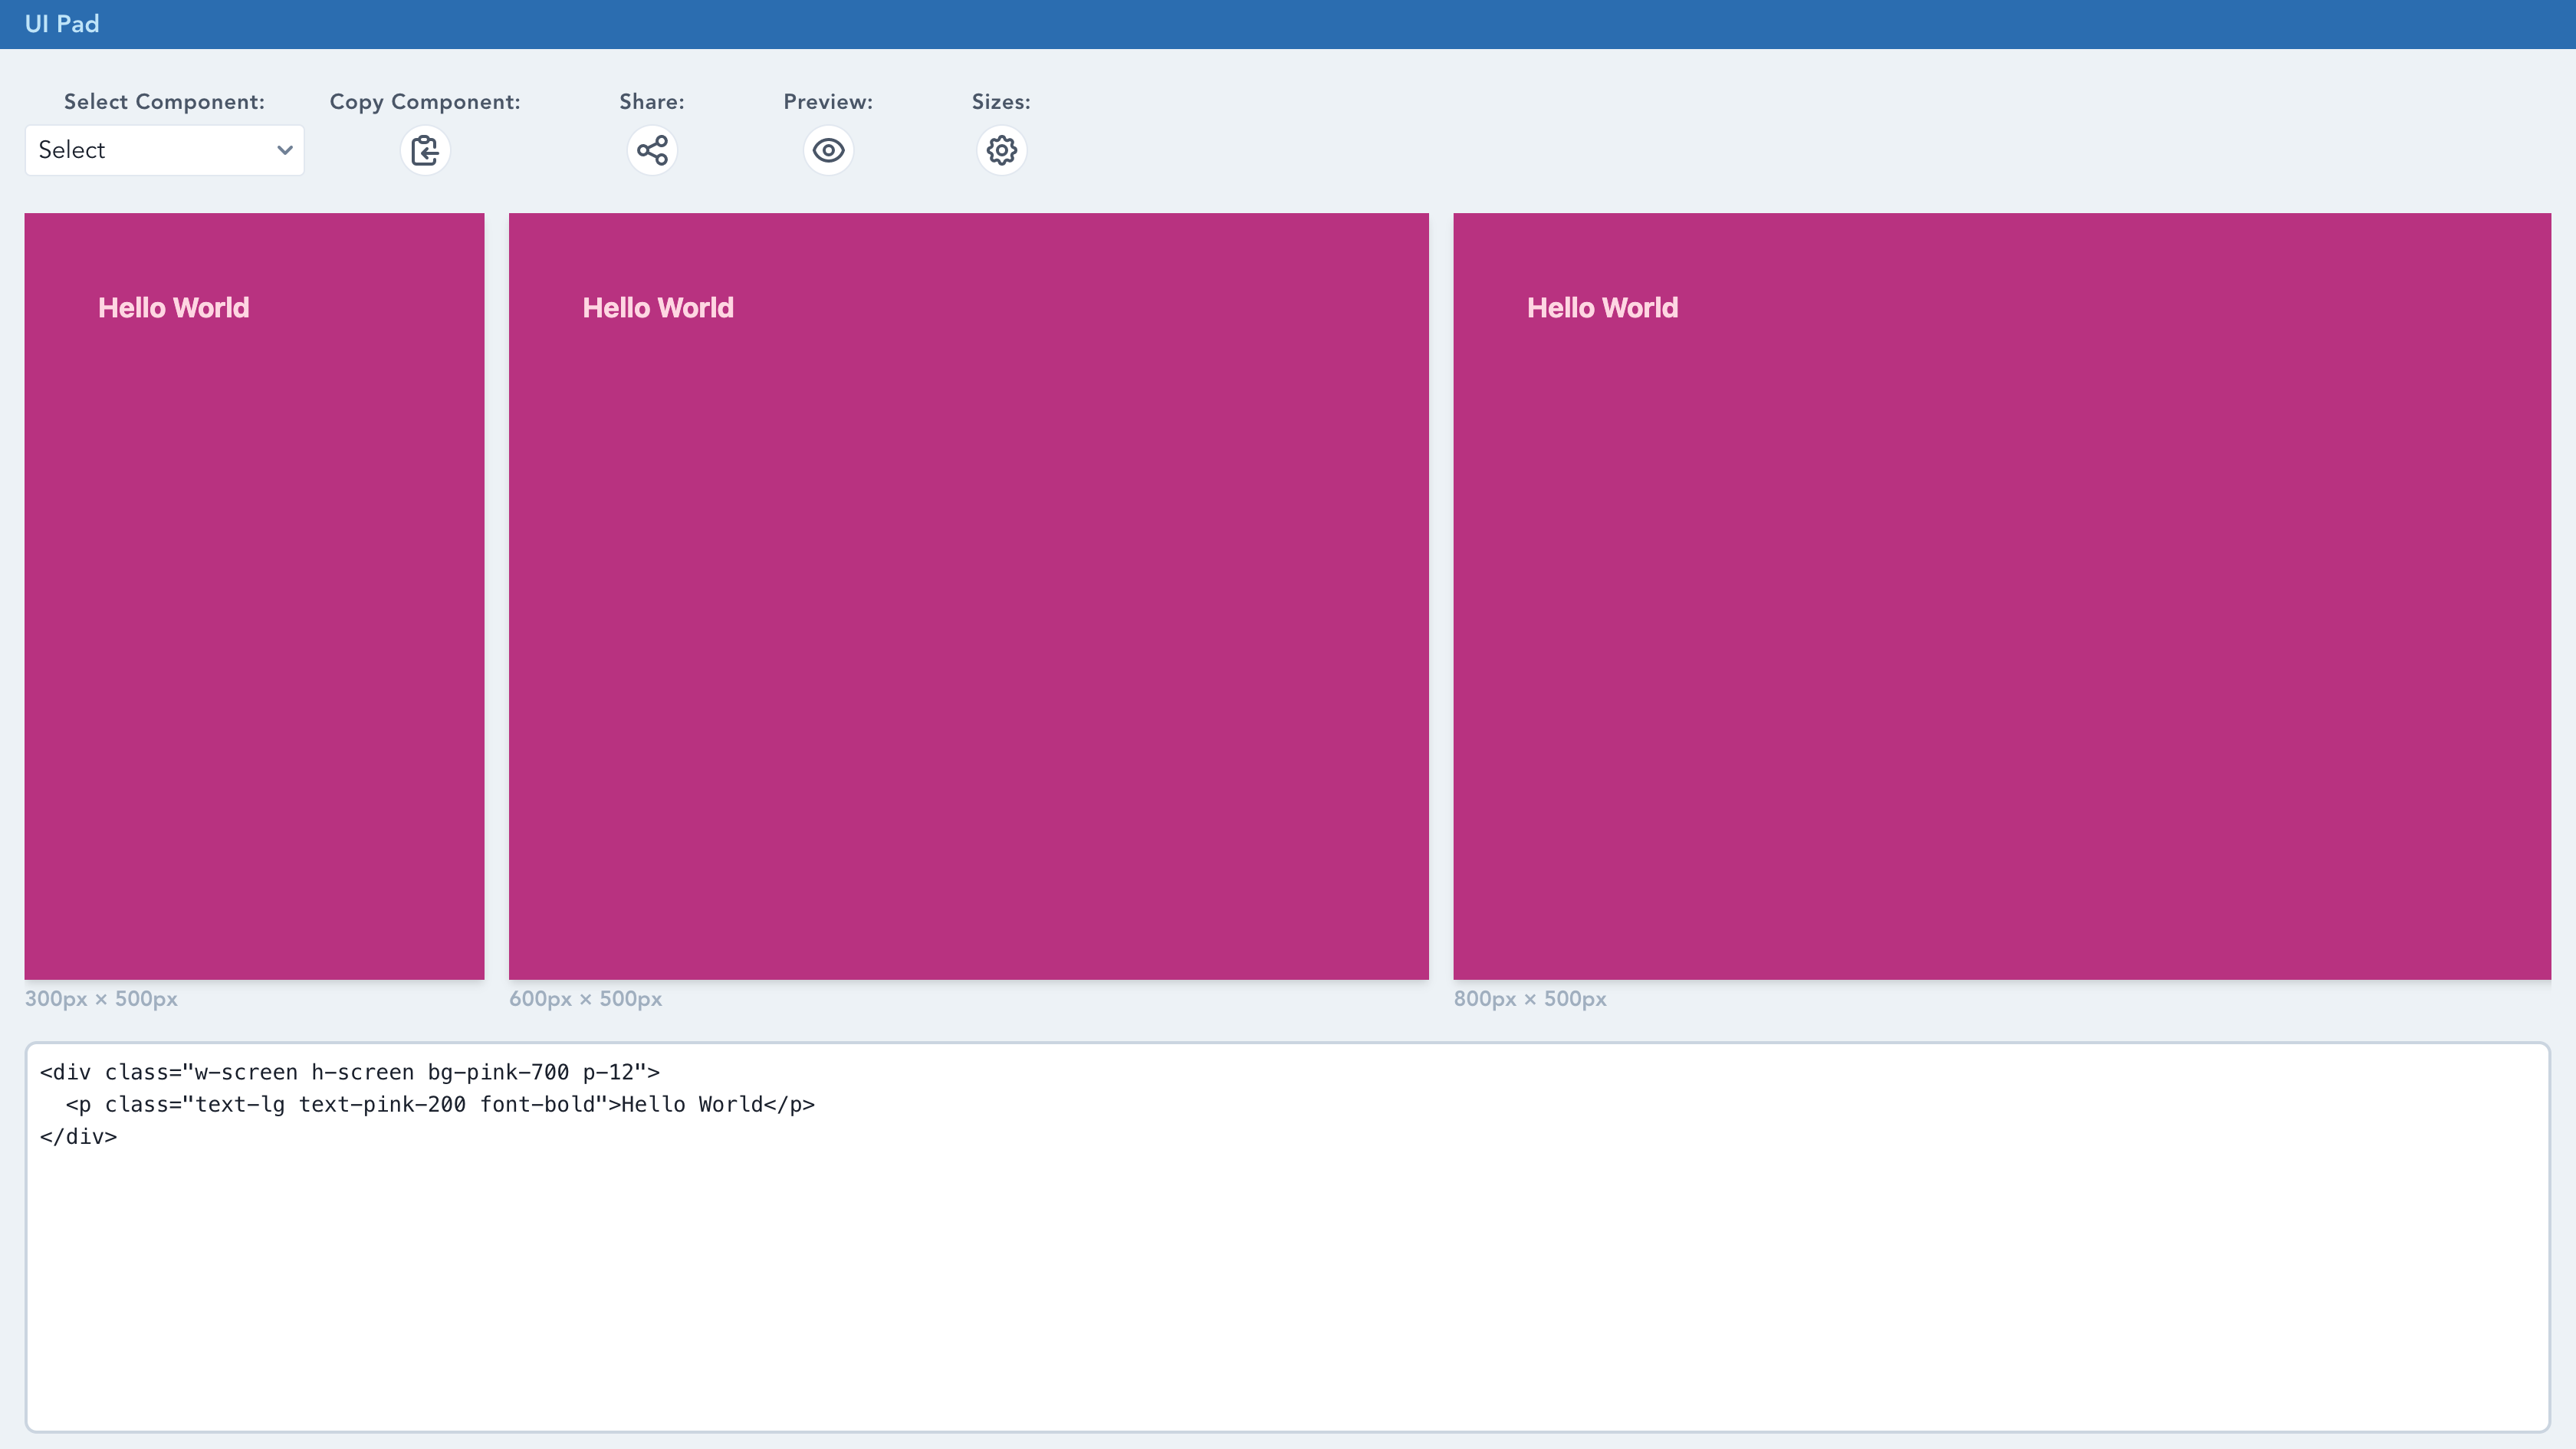 UI Pad
Select Component:
Copy Component:
Share:
Preview:
Sizes:
Select
Hello World
Hello World
Hello World
300px × 500px
600px × 500px
800px × 500px
<div class="w-screen h-screen bg-pink-700 p-12">
  <p class="text-lg text-pink-200 font-bold">Hello World</p>
</div>